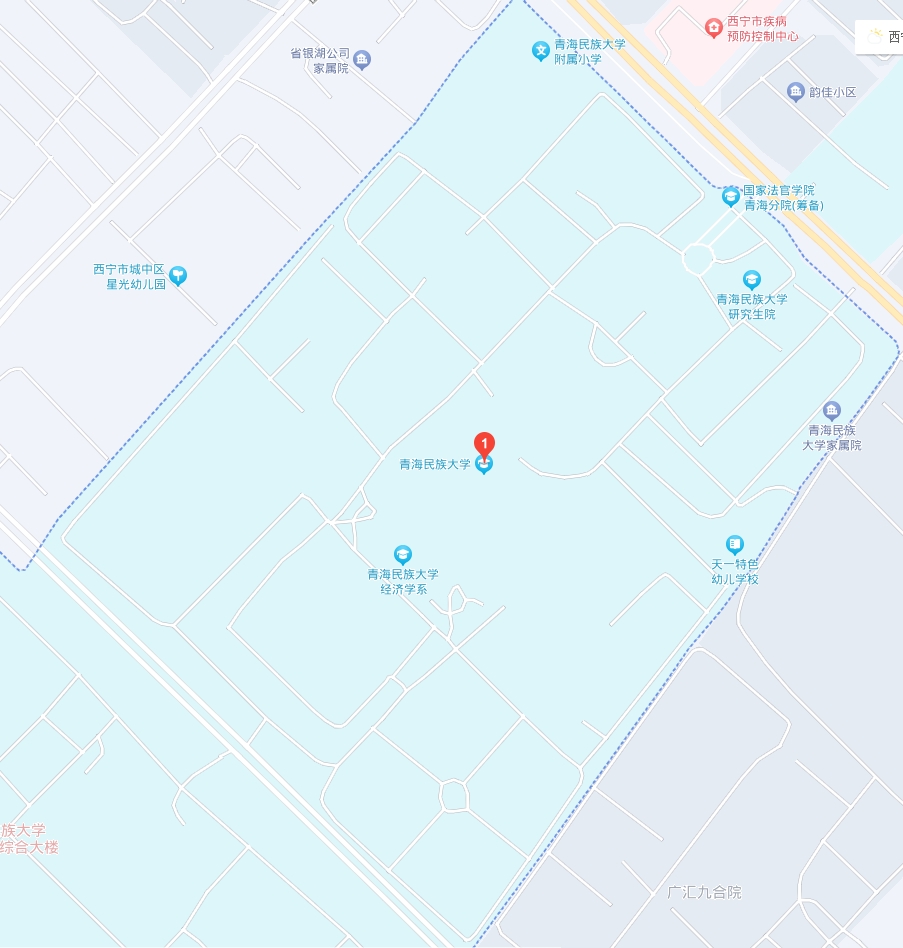 西宁市疾病
预防控制中心
西宁
青海民族大学
附属小学
省银湖公司
家属院
韵佳小区
国家法官学院
青海分院(筹备)
西宁市城中区
星光幼儿园
青海民族大学
研究生院
青海民族
大学家属院
1
青海民族大学
天一特色
幼儿学校
青海民族大学
经济学系
族大学
综合大楼
广汇九合院